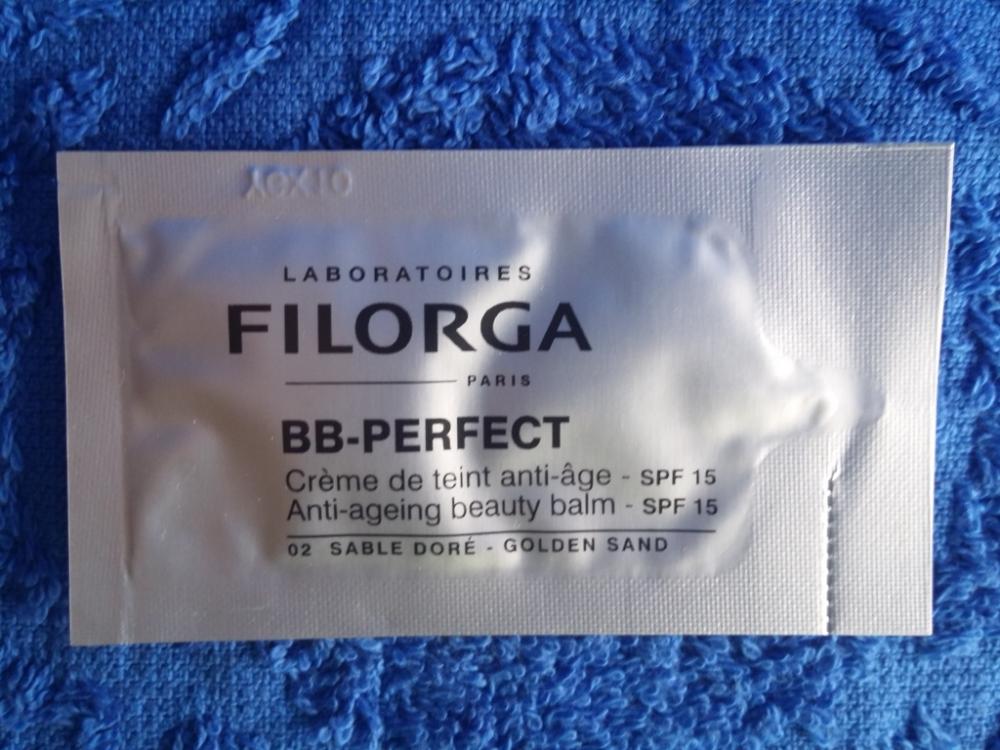 LABORATOIRES
FILORGA
PARIS
BB-PERFECT
Crème de teint anti-âge - SPF 15
Anti-ageing beauty balm - SPF 15
02 SABLE DORÉ - GOLDEN SAND